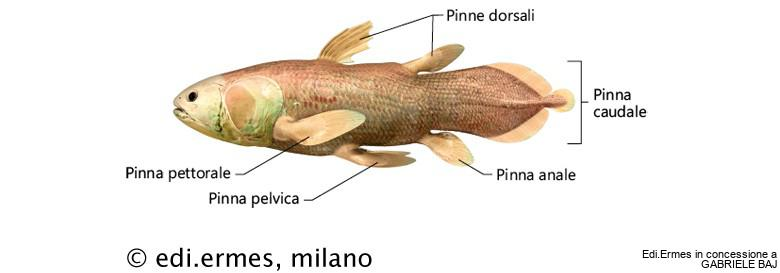 Pinne dorsali
Pinna
caudale
Pinna pettorale
Pinna anale
Pinna pelvica
© edi.ermes, milano
Edi.Ermes in concessione a
GABRIELE BAJ